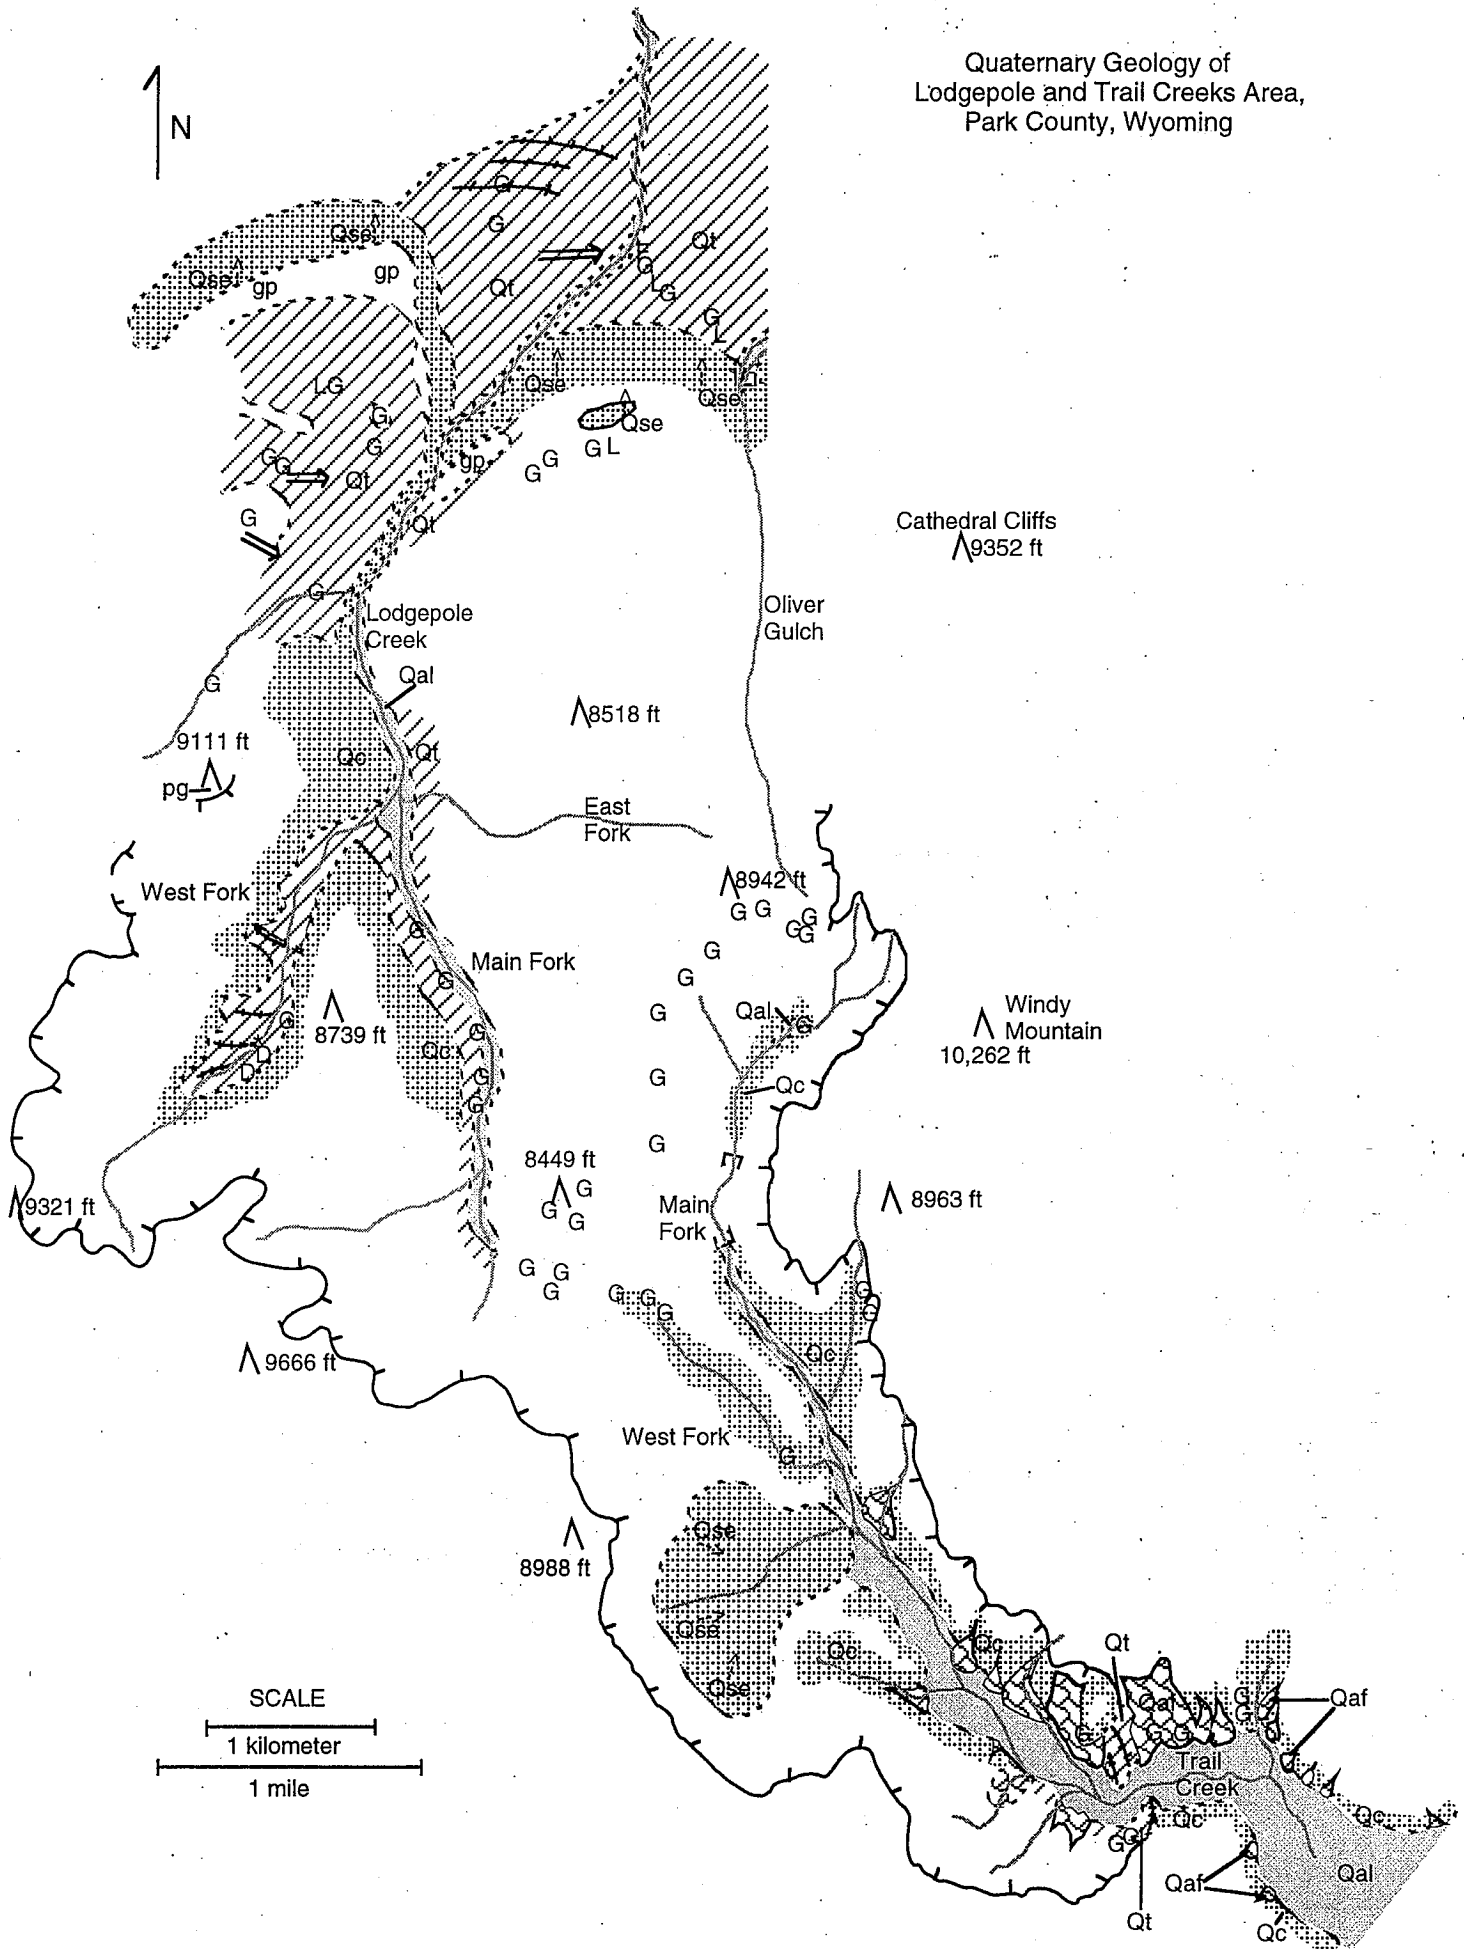 Quaternary Geology of
Lodgepole and Trail Creeks Area,
Park County, Wyoming
N
G
G
Qse
Qt
Qse
gp
gp
Qt
G
L
G
G
L
LG
G
G
Qse
Qse
Qse
G L
G G
gp
G
G
Qt
G
Qt
Cathedral Cliffs
9352 ft
G
Lodgepole
Creek
Oliver
Gulch
Qal
G
8518 ft
9111 ft
Qc
Qt
pg
East
Fork
8942 ft
West Fork
G G
G
G
G
G
G
Main Fork
G
G
Windy
Mountain
10,262 ft
Qal
G
G
8739 ft
G
G
D
D
Qc
G
G
G
Qc
G
8449 ft
G
G
G
9321 ft
Main
Fork
8963 ft
G
G
G
G
G
G
G
G
Qc
9666 ft
West Fork
G
Qse
8988 ft
Qse
Qse
Qc
Qc
Qt
Qaf
G
G
Qaf
G
G
G
Trail
Creek
SCALE
1 kilometer
1 mile
Qc
Qc
G
Qt
Qaf
Qal
Qt
Qc